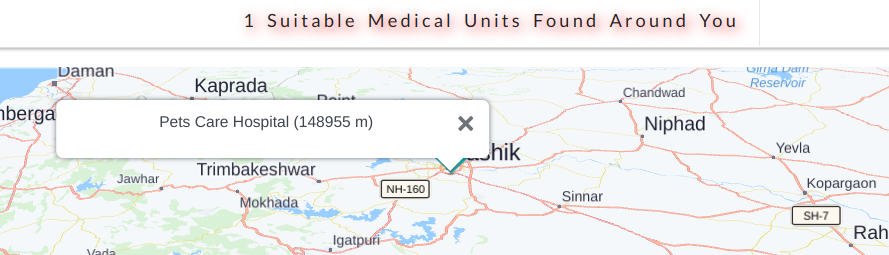 1 Suitable Medical Units Found Around You
Daman
Girna Dam
Reservoir
Kaprada
Chandwad
Pets Care Hospital (148955 m)
Niphad
Yevla
Trimbakeshwar
Jawhar
NH-160
Kopargaon
Mokhada
Sinnar
SH-7
Igatpuri